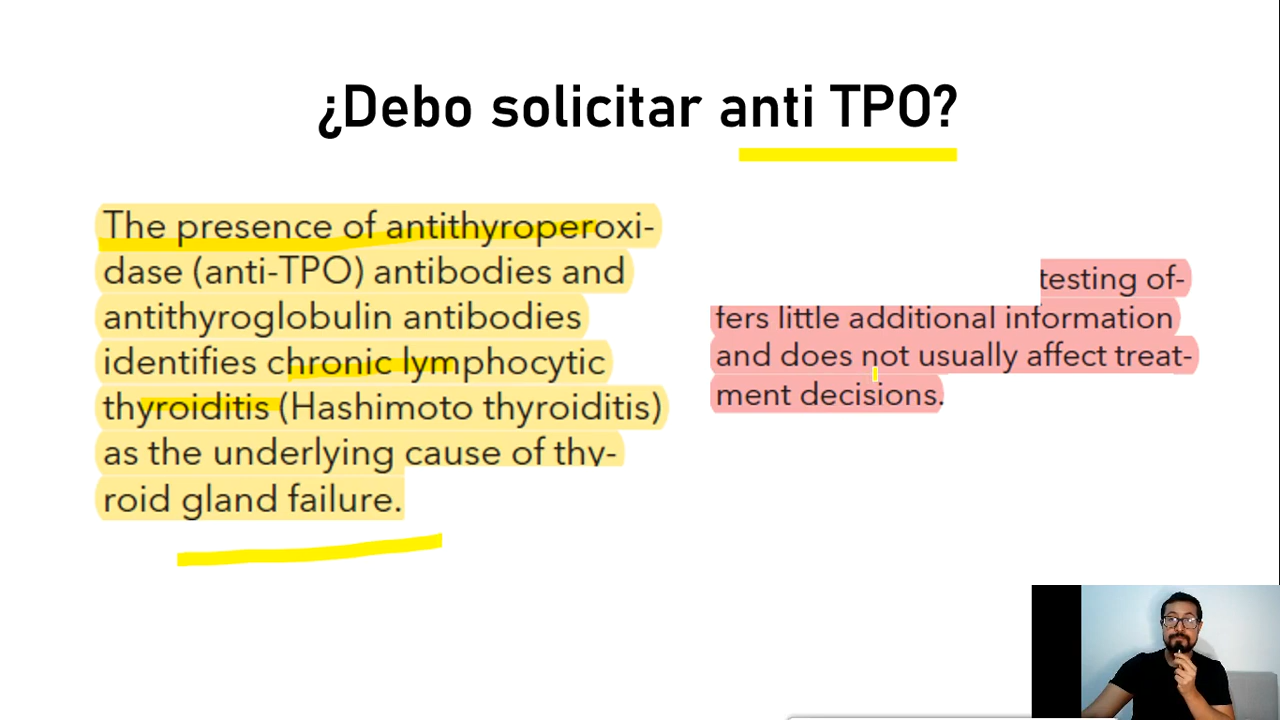 ¿Debo solicitar anti TPO?
The presence of antithyroperoxi-
dase (anti-TPO) antibodies and
antithyroglobulin antibodies
identifies chronic lymphocytic
thyroiditis (Hashimoto thyroiditis)
as the underlying cause of thy-
roid gland failure.
testing of-
fers little additional information
and does not usually affect treat-
ment decisions.